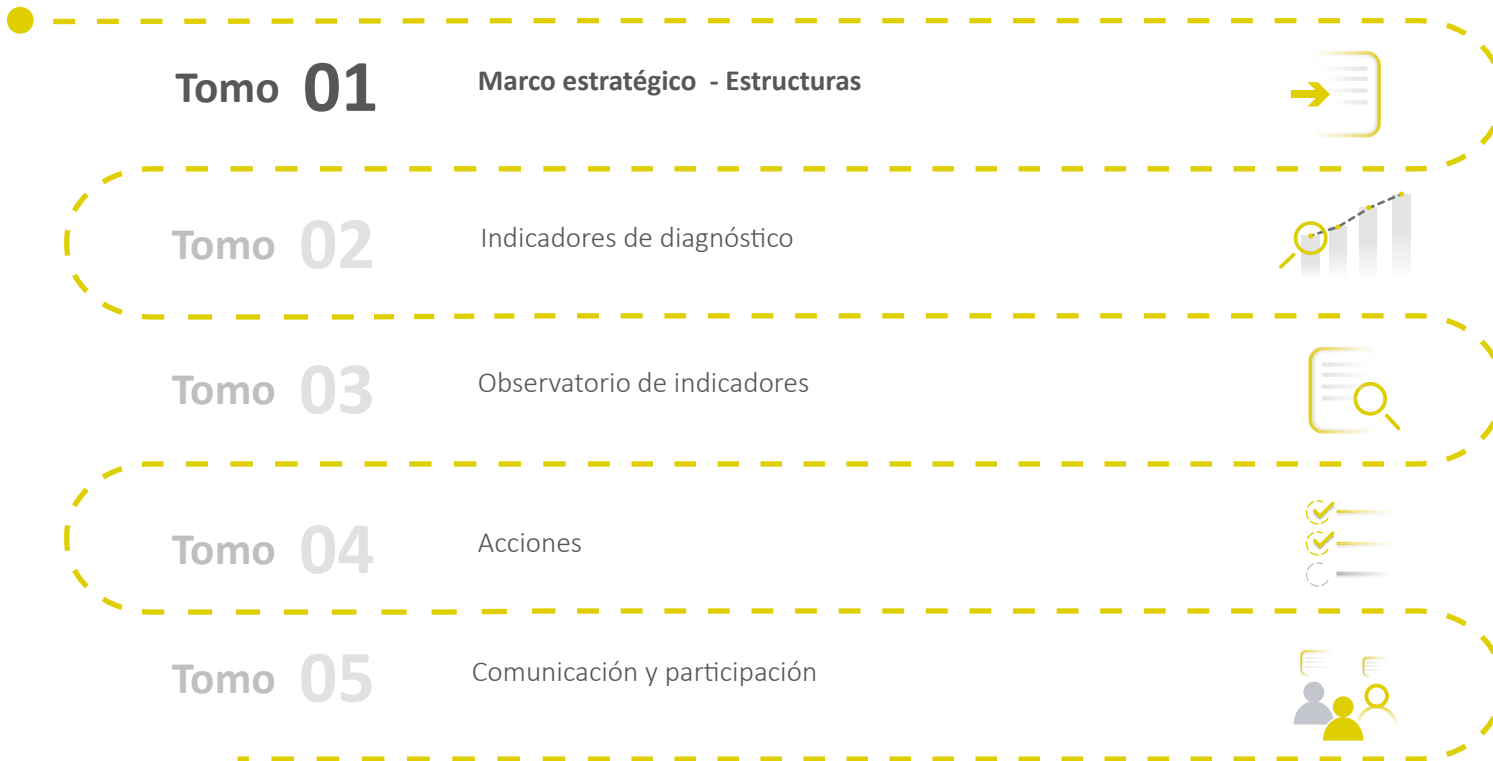 Tomo 01 Marco estratégico - Estructuras
Tomo 02 Indicadores de diagnóstico
Tomo 03 Observatorio de indicadores
Tomo 04 Acciones
Tomo 05 Comunicación y participación